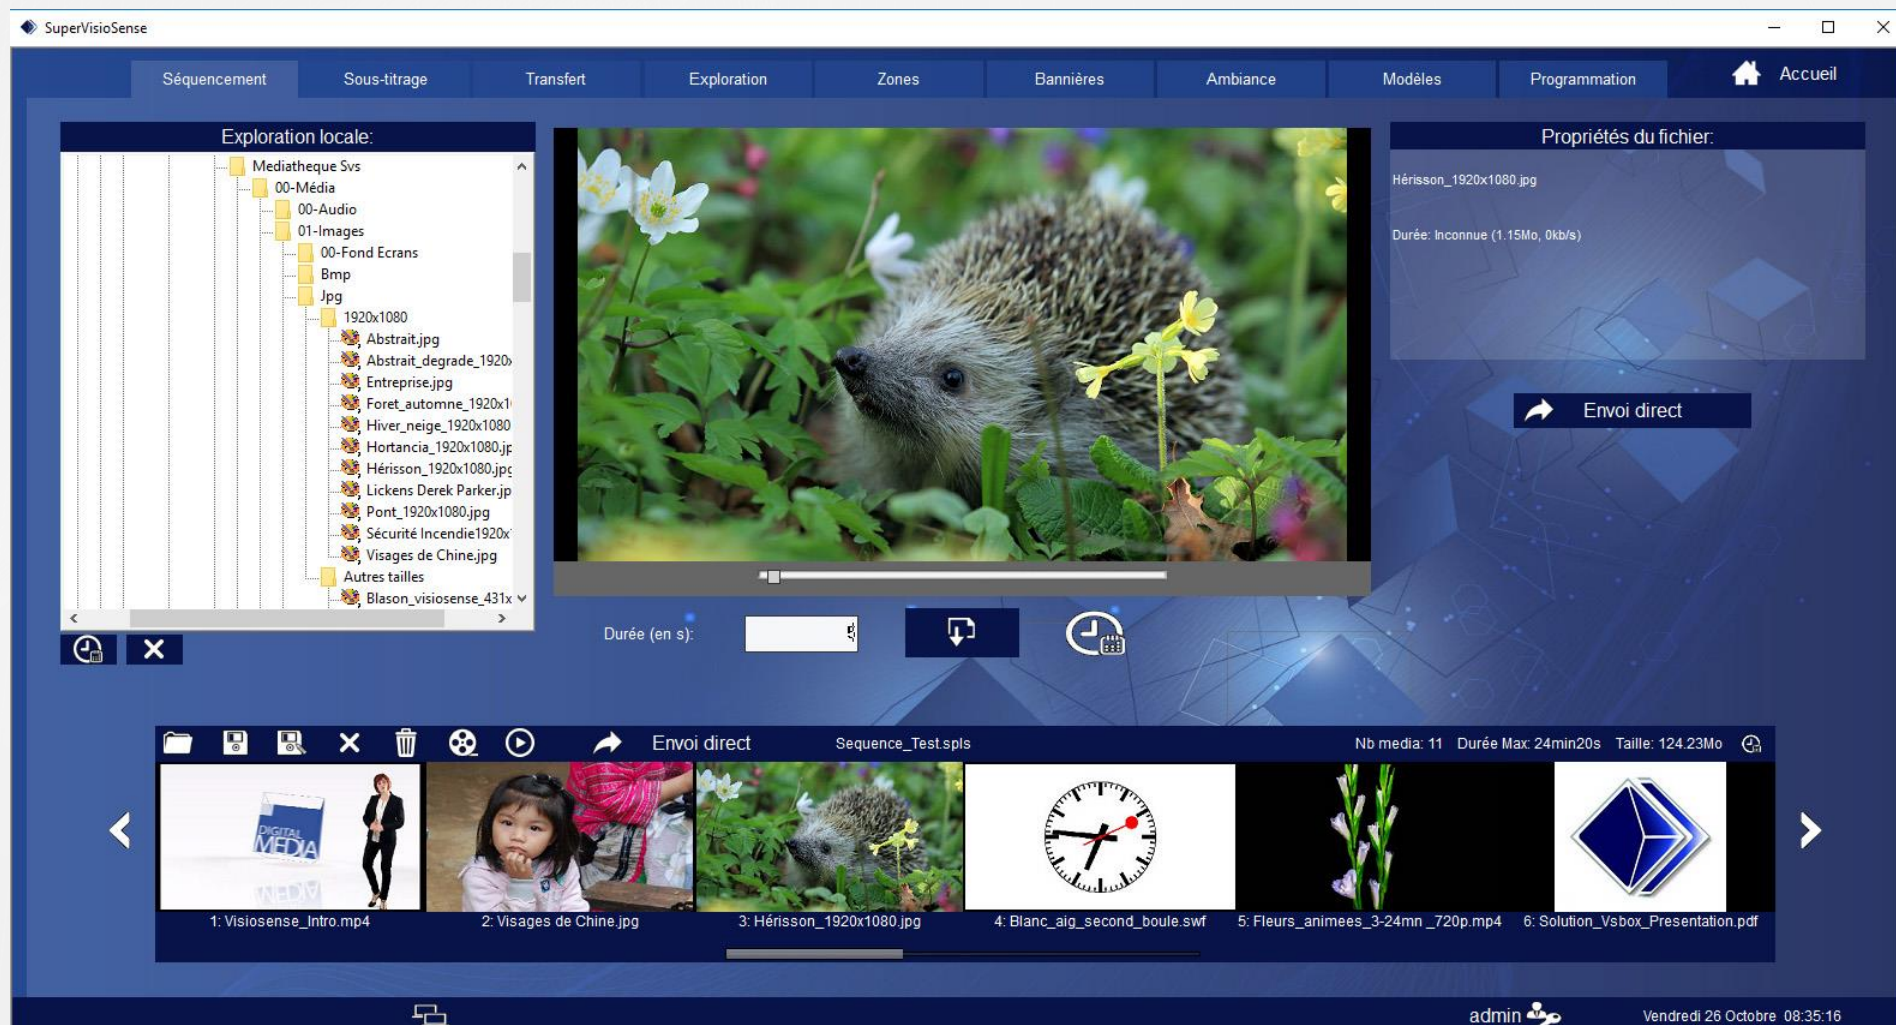 SuperVisioSense
Séquencement
Sous-titrage
Transfert
Exploration
Zones
Bannières
Ambiance
Modèles
Programmation
Accueil
Exploration locale:
Mediatheque Svs
00-Média
00-Audio
01-Images
00-Fond Ecrans
Bmp
Jpg
1920x1080
Abstrait.jpg
Abstrait_degrade_1920x
Entreprise.jpg
Foret_automne_1920x1
Hiver_neige_1920x1080
Hortancia_1920x1080.jp
Hérisson_1920x1080.jpg
Lickens Derek Parker.jp
Pont_1920x1080.jpg
Sécurité Incendie1920x
Visages de Chine.jpg
Autres tailles
Blason_visiosense_431x
Propriétés du fichier:
Hérisson_1920x1080.jpg
Durée: Inconnue (1.15Mo, 0kb/s)
Envoi direct
Durée (en s):
Envoi direct
Sequence_Test.spls
Nb media: 11 Durée Max: 24min20s Taille: 124.23Mo
DIGITAL
MEDIA
1: Visiosense_Intro.mp4
2: Visages de Chine.jpg
3: Hérisson_1920x1080.jpg
4: Blanc_aig_second_boule.swf
5: Fleurs_animees_3-24mn _720p.mp4
6: Solution_Vsbox_Presentation.pdf
admin
Vendredi 26 Octobre 08:35:16